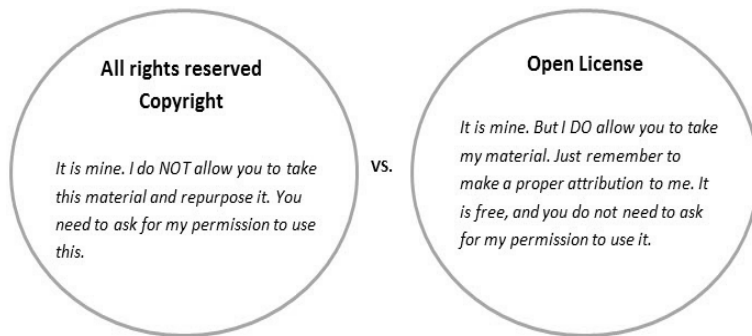 All rights reserved
Copyright
It is mine. I do NOT allow you to take
this material and repurpose it. You
need to ask for my permission to use
this.
vs.
Open License
It is mine. But I DO allow you to take
my material. Just remember to
make a proper attribution to me. It
is free, and you do not need to ask
for my permission to use it.